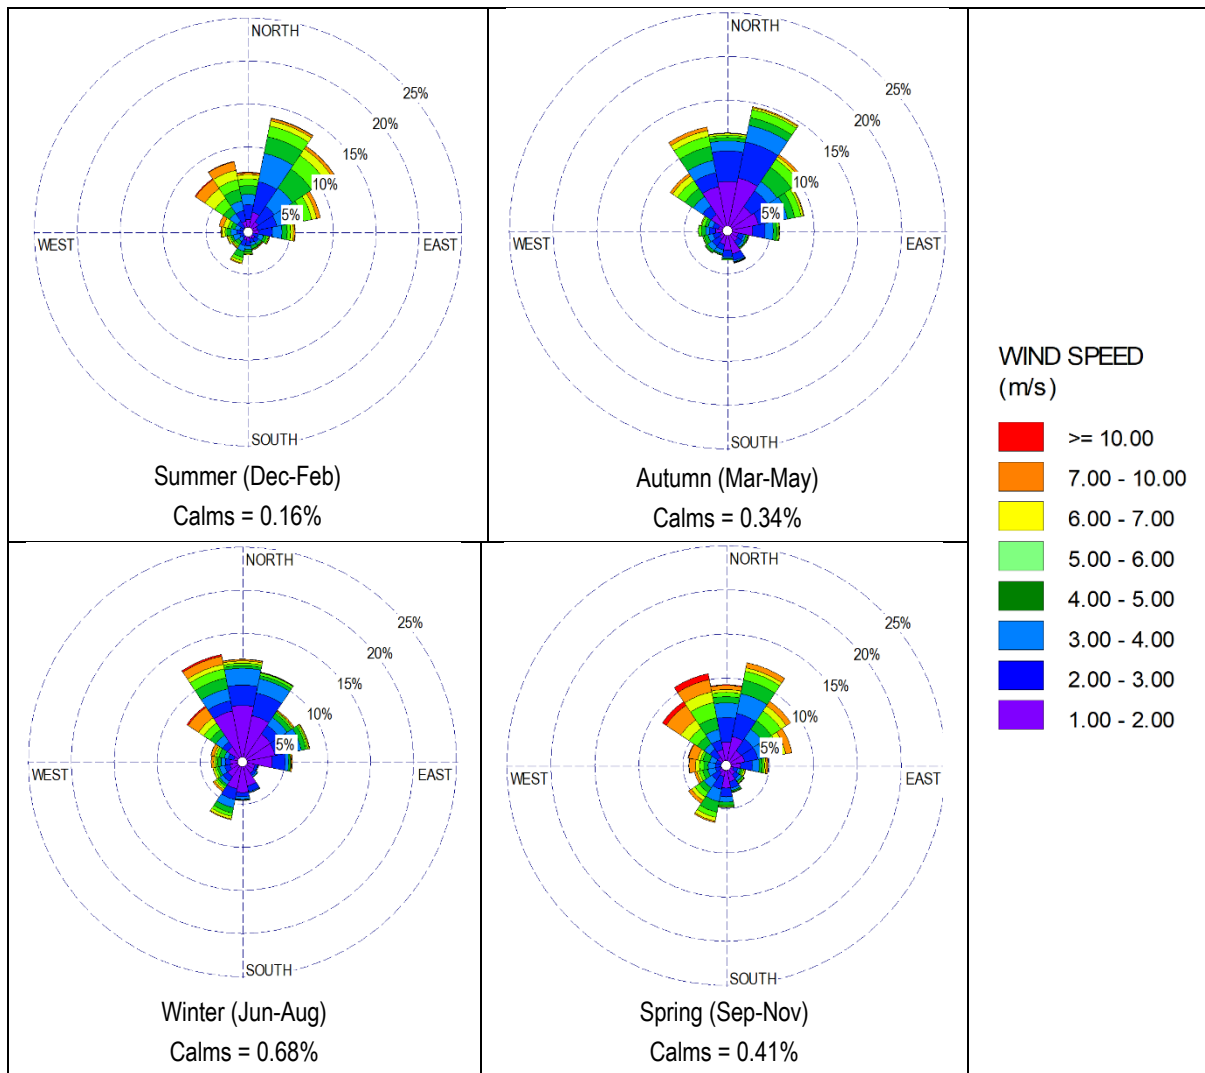 NORTH
25%
20%
15%
10%
5%
WEST
EAST
SOUTH
Summer (Dec-Feb)
Calms = 0.16%
NORTH
25%
20%
15%
10%
5%
WEST
EAST
SOUTH
Autumn (Mar-May)
Calms = 0.34%
NORTH
25%
20%
15%
10%
5%
WEST
EAST
SOUTH
Winter (Jun-Aug)
Calms = 0.68%
NORTH
25%
20%
15%
10%
5%
WEST
EAST
SOUTH
Spring (Sep-Nov)
Calms = 0.41%
WIND SPEED
(m/s)
>= 10.00
7.00 - 10.00
6.00 - 7.00
5.00 - 6.00
4.00 - 5.00
3.00 - 4.00
2.00 - 3.00
1.00 - 2.00